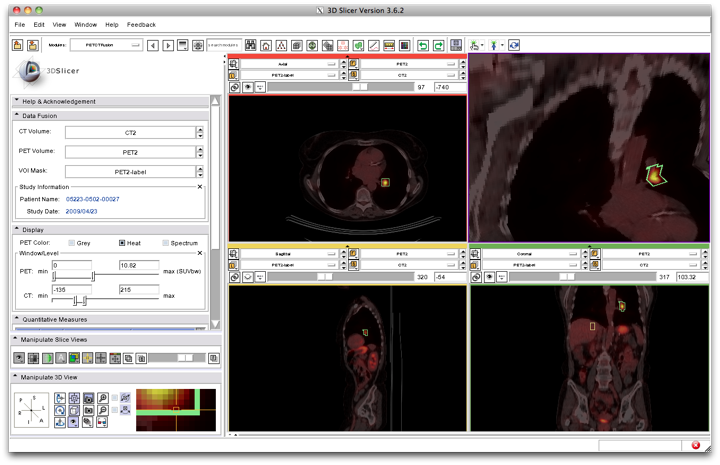 3D Slicer Version 3.6.2
File Edit View Window Help Feedback
Modules: PETCTFusion
3DSlicer
Help & Acknowledgement
Data Fusion
CT Volume: CT2
PET Volume: PET2
VOI Mask: PET2-label
Study Information
Patient Name: 05223-0502-00027
Study Date: 2009/04/23
Display
PET Color: Grey Heat Spectrum
Window/Level
0 10.62
PET: min max (SUVbw)
-135 215
CT: min max
Quantitative Measures
Manipulate Slice Views
Manipulate 3D View
P S L R A I
Axial PET2
PET2-label CT2
97 -740
Sagittal PET2
PET2-label CT2
320 -54
Coronal PET2
PET2-label CT2
317 103.32